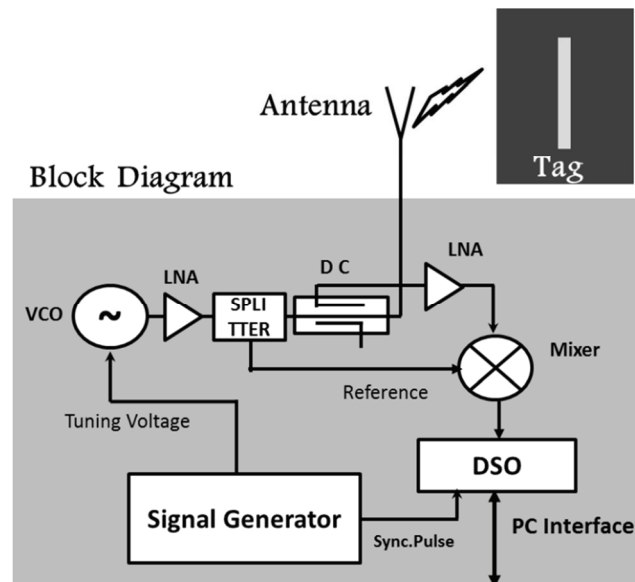 Antenna
Tag
Block Diagram
LNA
D C
LNA
VCO
~
SPLI
TTER
Mixer
Reference
Tuning Voltage
DSO
Signal Generator
PC Interface
Sync.Pulse